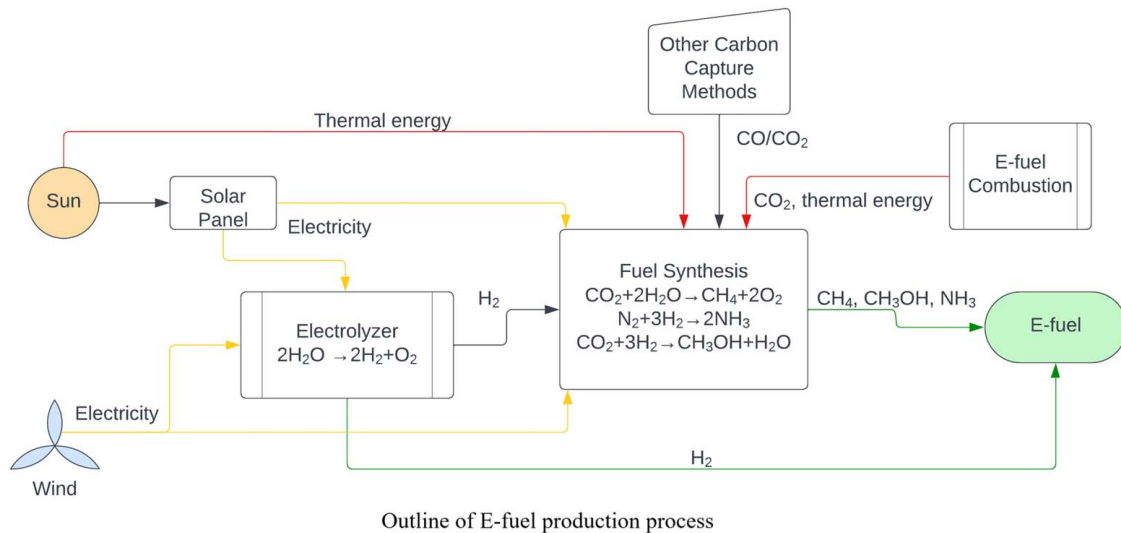 Other Carbon
Capture
Methods
Thermal energy
CO/CO₂
E-fuel
Combustion
Sun
Solar
Panel
CO₂, thermal energy
Electricity
Fuel Synthesis
CO₂+2H₂O→CH₄+2O₂
N₂+3H₂→2NH₃
CO₂+3H₂→CH₃OH+H₂O
H₂
CH₄, CH₃OH, NH₃
E-fuel
Electrolyzer
2H₂O →2H₂+O₂
Electricity
H₂
Wind
Outline of E-fuel production process